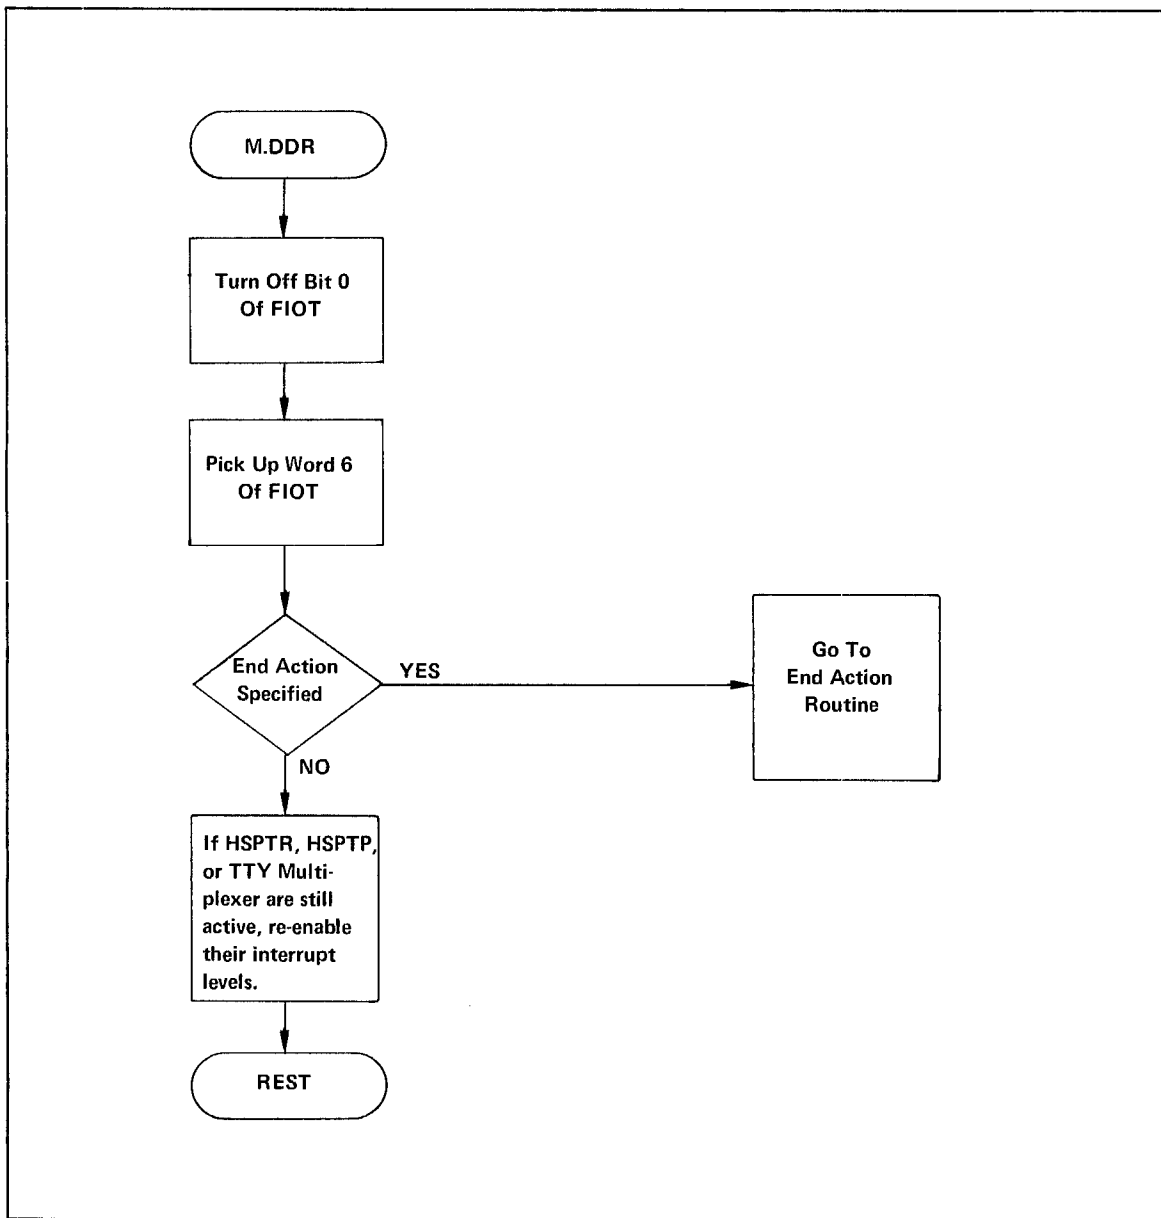 M.DDR
Turn Off Bit 0
Of FIOT
Pick Up Word 6
Of FIOT
End Action
Specified
YES
Go To
End Action
Routine
NO
If HSPTR, HSPTP,
or TTY Multi-
plexer are still
active, re-enable
their interrupt
levels.
REST